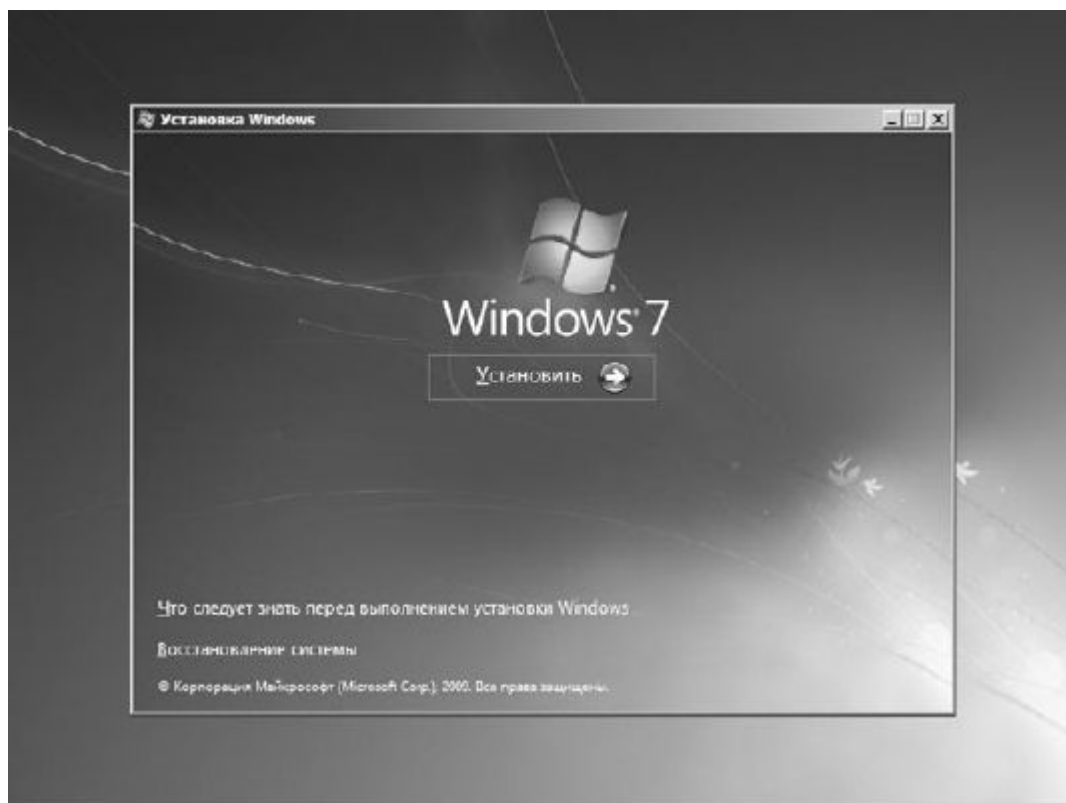 Установка Windows
Windows® 7
Установить
Что следует знать перед выполнением установки Windows
Восстановление системы
© Корпорация Майкрософт (Microsoft Corp.), 2009. Все права защищены.